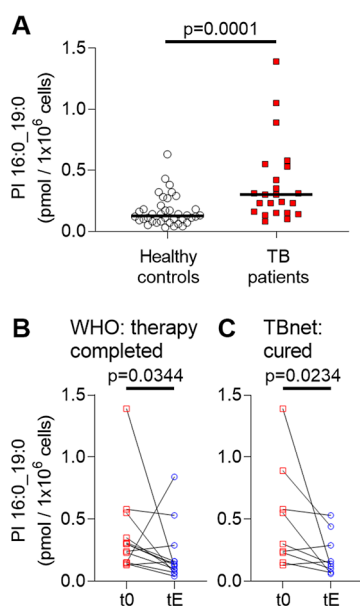 A
p=0.0001
PI 16:0_19:0
(pmol / 1x10⁶ cells)
1.5
1.0
0.5
0.0
Healthy
controls
TB
patients
B
WHO: therapy
completed
p=0.0344
PI 16:0_19:0
(pmol / 1x10⁶ cells)
1.5
1.0
0.5
0.0
t0
tE
C
TBnet:
cured
p=0.0234
1.5
1.0
0.5
0.0
t0
tE